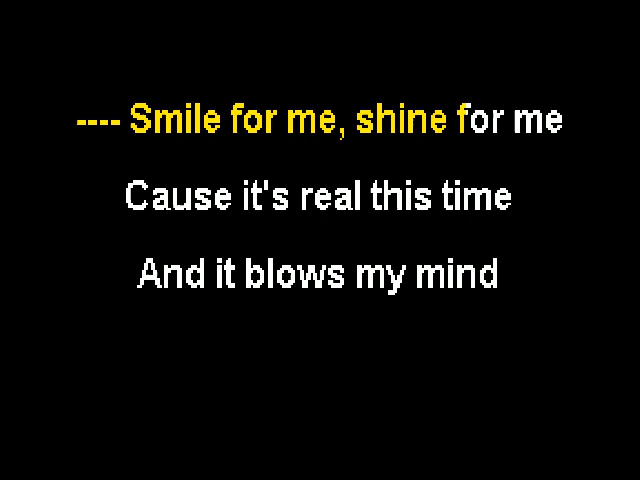 ---- Smile for me, shine for me
Cause it's real this time
And it blows my mind